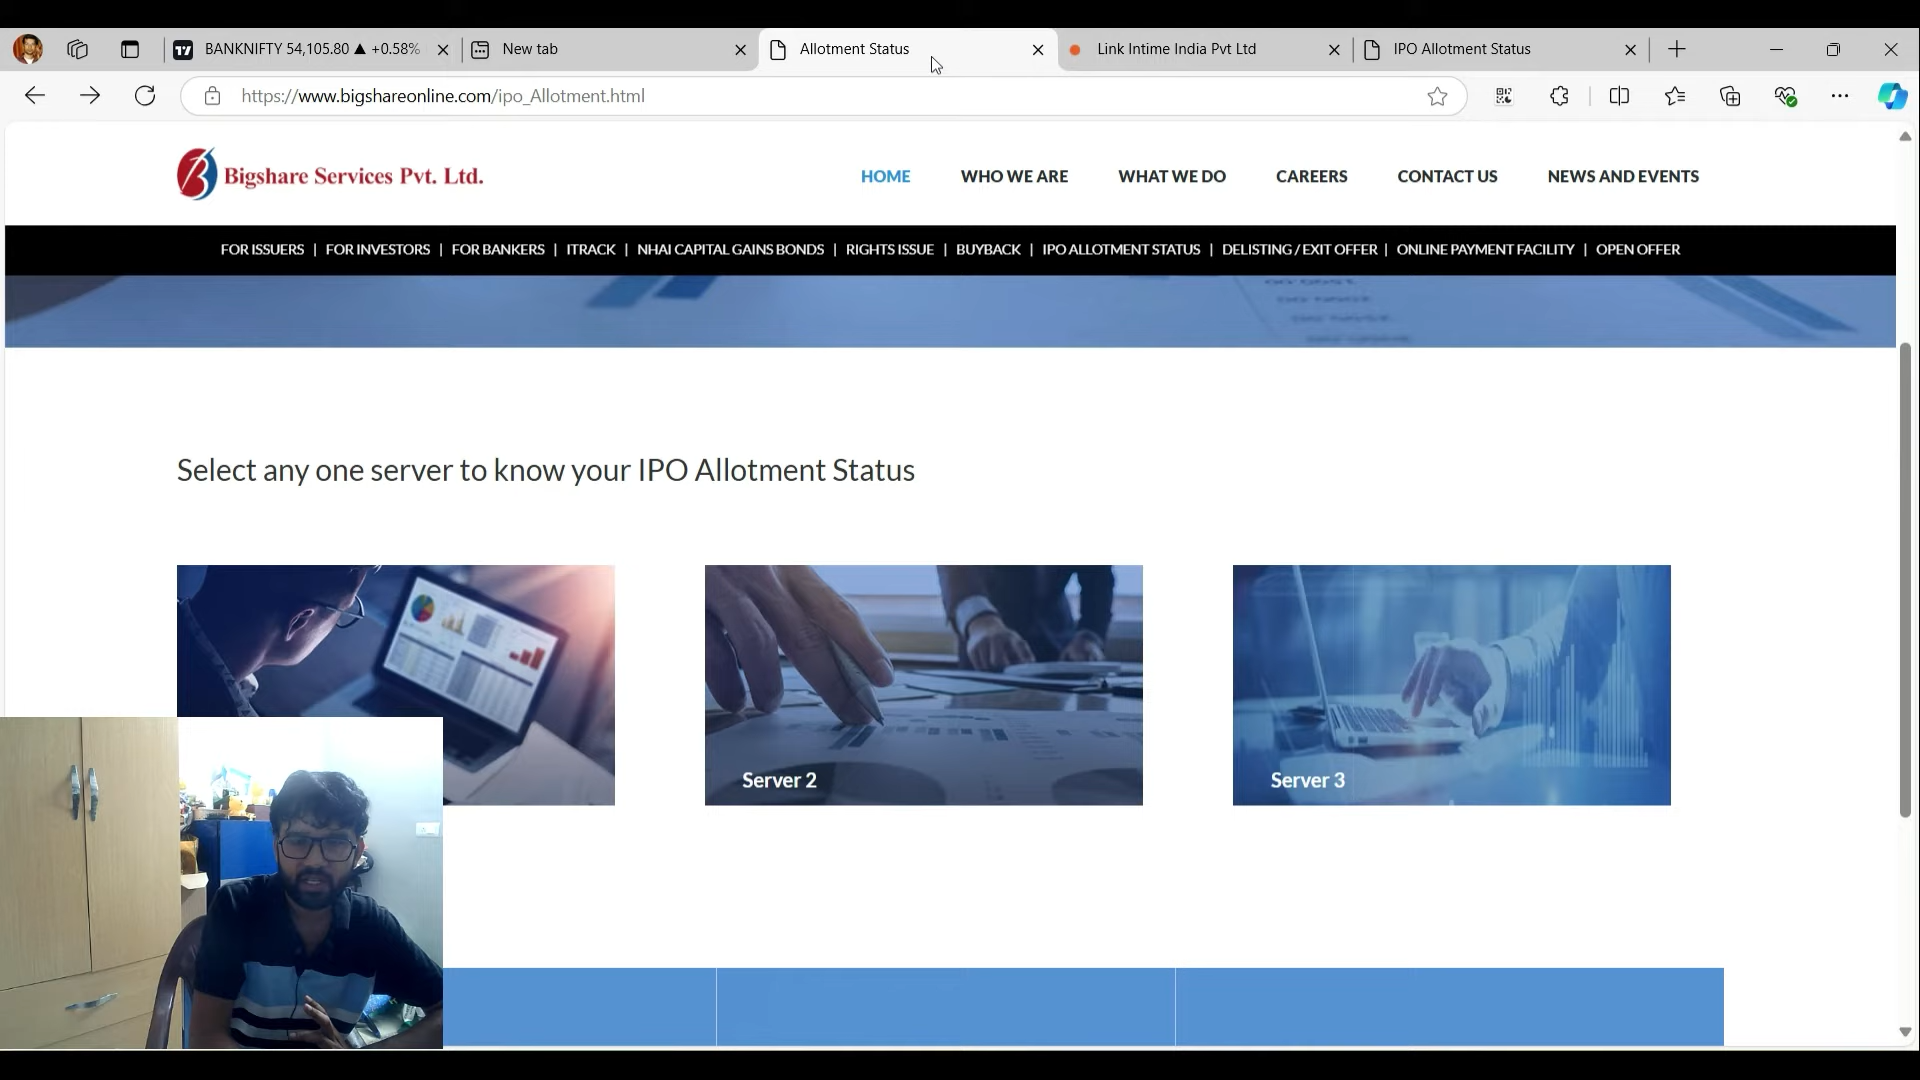 BANKNIFTY 54,105.80 ▲ +0.58%
New tab
Allotment Status
Link Intime India Pvt Ltd
IPO Allotment Status
https://www.bigshareonline.com/ipo_Allotment.html
Bigshare Services Pvt. Ltd.
HOME
WHO WE ARE
WHAT WE DO
CAREERS
CONTACT US
NEWS AND EVENTS
FOR ISSUERS | FOR INVESTORS | FOR BANKERS | ITRACK | NHAI CAPITAL GAINS BONDS | RIGHTS ISSUE | BUYBACK | IPO ALLOTMENT STATUS | DELISTING / EXIT OFFER | ONLINE PAYMENT FACILITY | OPEN OFFER
Select any one server to know your IPO Allotment Status
Server 2
Server 3